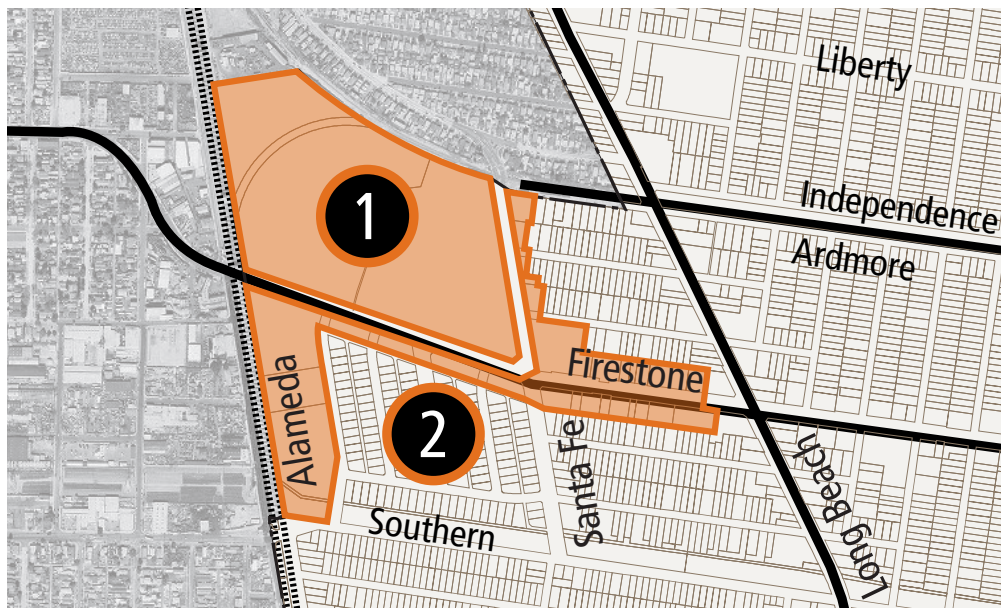 Liberty
Independence
Ardmore
1
Firestone
Alameda
2
Santa Fe
Long Beach
Southern